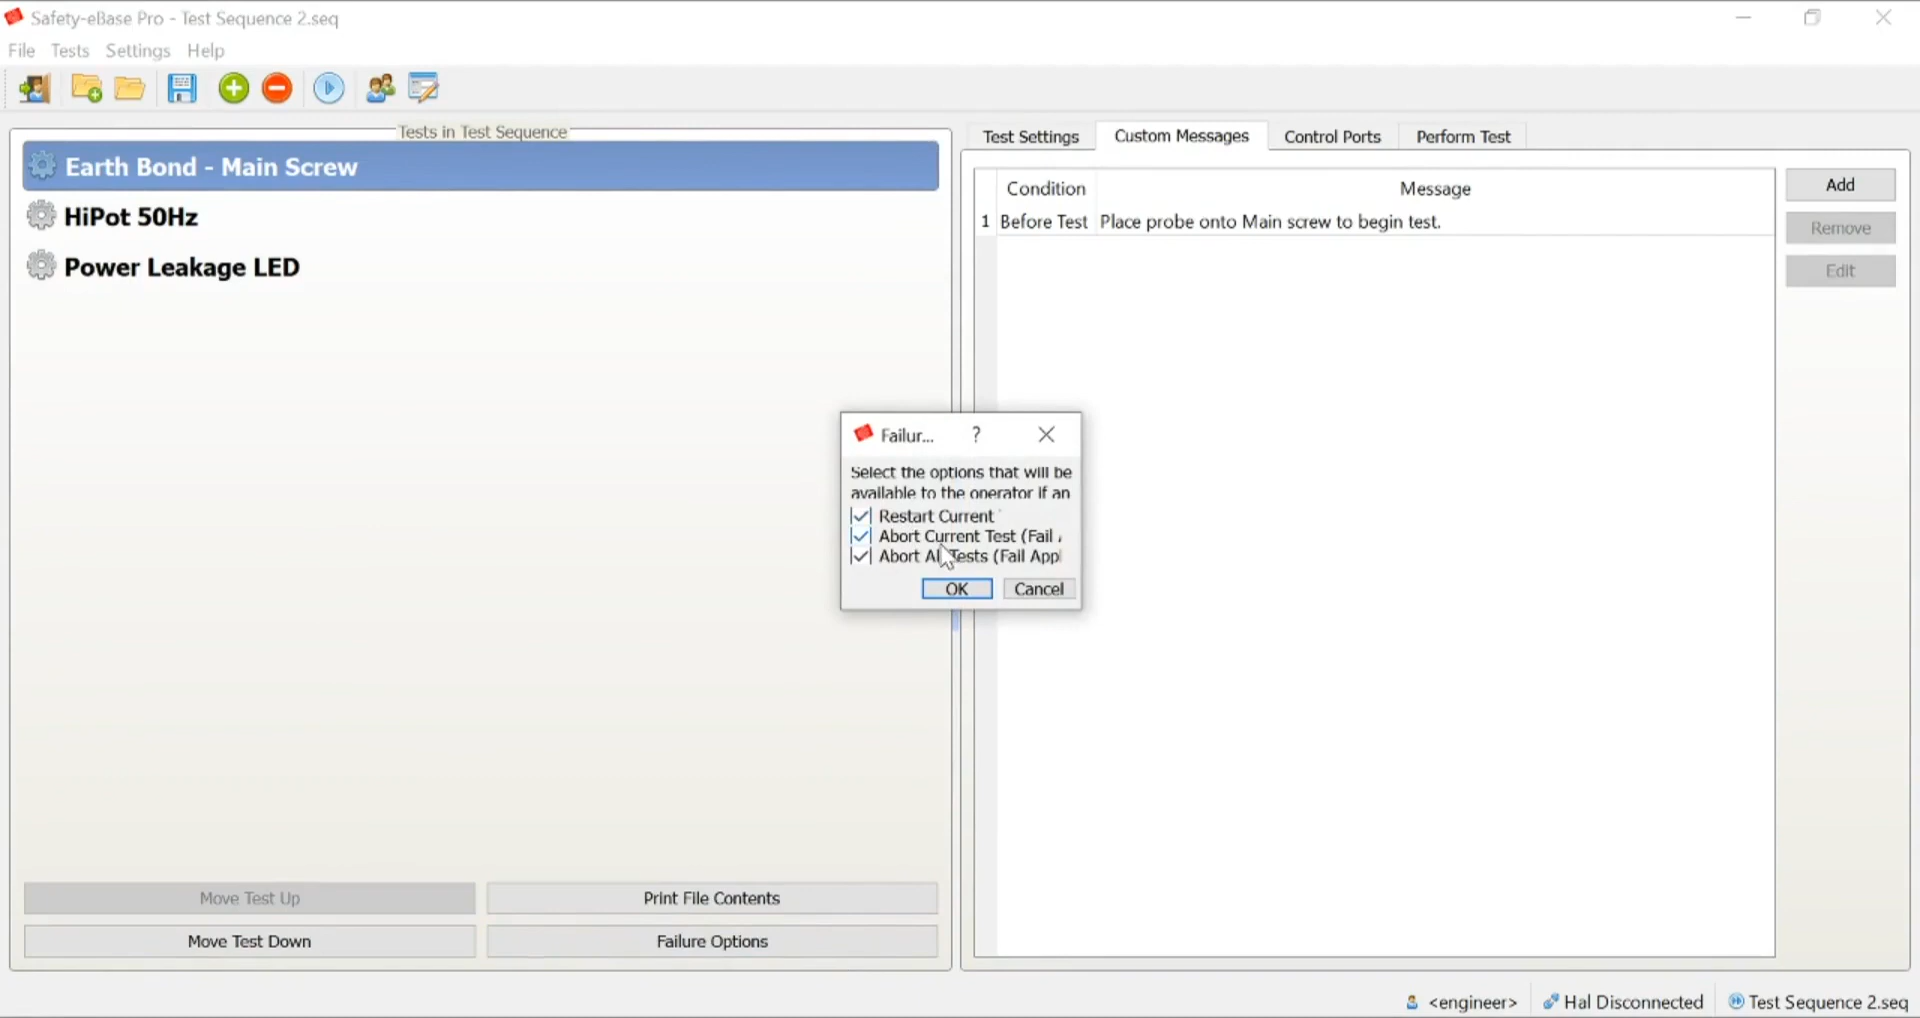 Safety-eBase Pro - Test Sequence 2.seq
File Tests Settings Help
Tests in Test Sequence
Earth Bond - Main Screw
HiPot 50Hz
Power Leakage LED
Move Test Up
Print File Contents
Move Test Down
Failure Options
Test Settings Custom Messages Control Ports Perform Test
Condition Message
1 Before Test Place probe onto Main screw to begin test.
Add
Remove
Edit
Failur... ?
Select the options that will be
available to the operator if an
Restart Current
Abort Current Test (Fail
Abort All Tests (Fail App
OK Cancel
<engineer> Hal Disconnected Test Sequence 2.seq